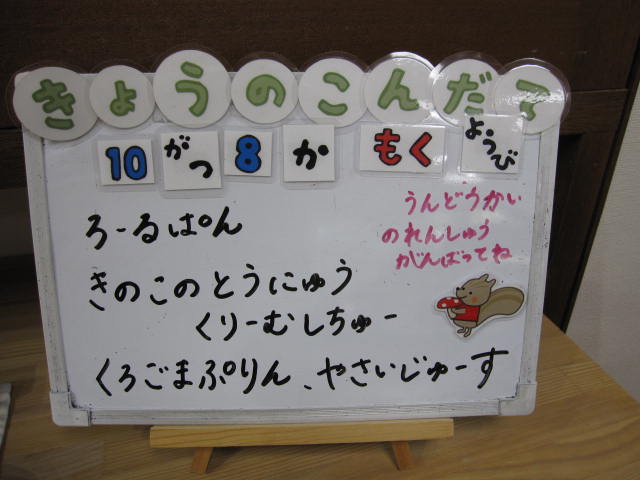 きょうのこんだて
10 がつ 8 か もく ようび
ろーるぱん
きのこのとうにゅう
くりーむしちゅー
くろごまぷりん、やさいじゅーす
うんどうかい
のれんしゅう
がんばってね